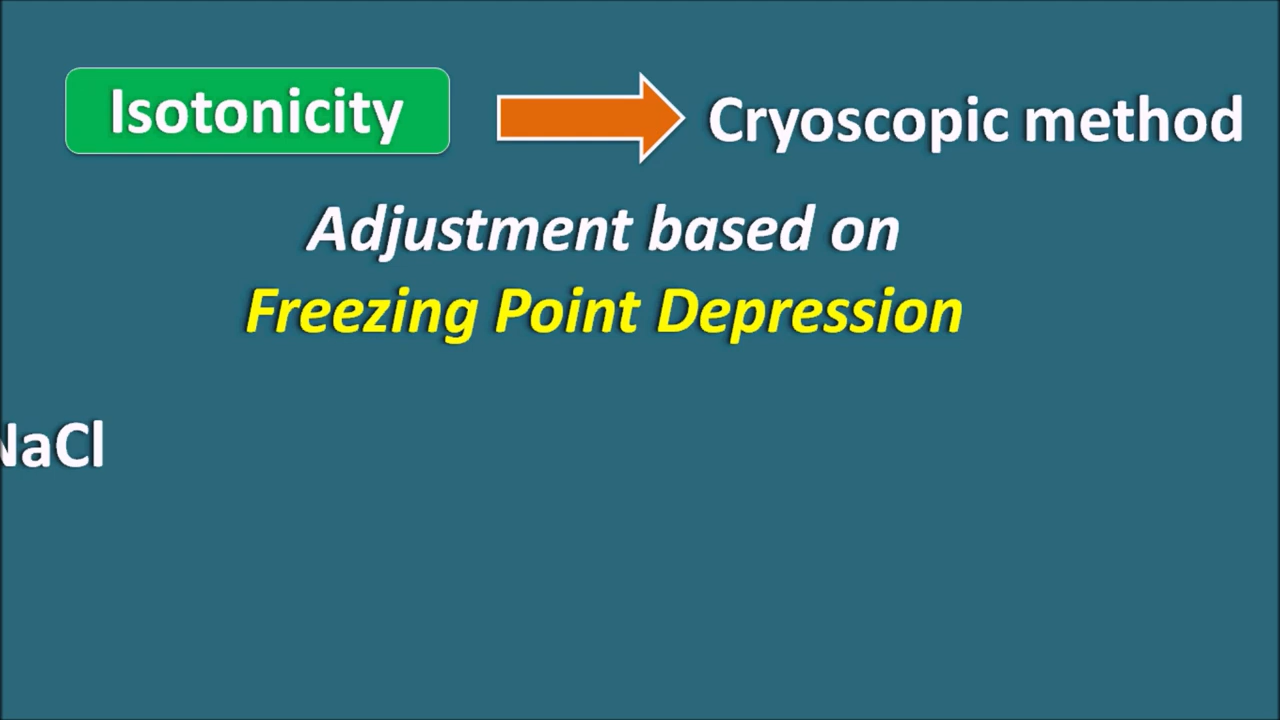 Isotonicity Cryoscopic method
Adjustment based on
Freezing Point Depression
NaCl